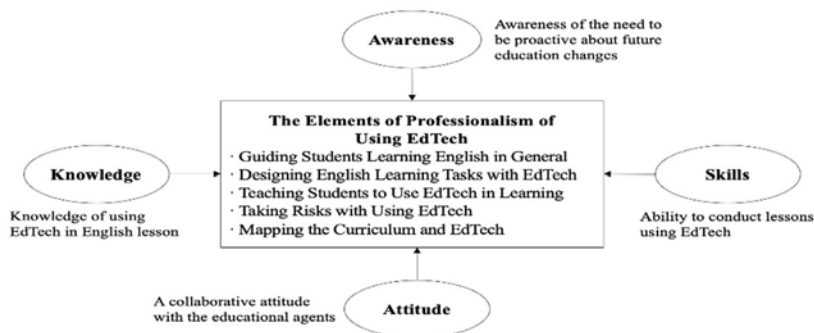 Awareness
Awareness of the need to
be proactive about future
education changes
The Elements of Professionalism of
Using EdTech
· Guiding Students Learning English in General
· Designing English Learning Tasks with EdTech
· Teaching Students to Use EdTech in Learning
· Taking Risks with Using EdTech
· Mapping the Curriculum and EdTech
Knowledge
Knowledge of using
EdTech in English lesson
Skills
Ability to conduct lessons
using EdTech
A collaborative attitude
with the educational agents
Attitude